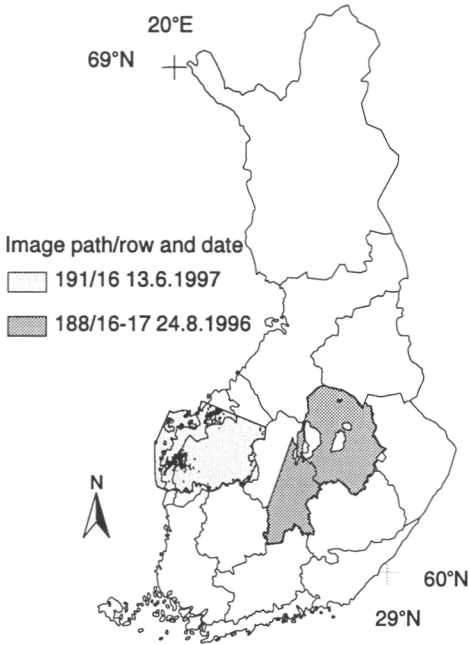 20°E
69°N
Image path/row and date
191/16 13.6.1997
188/16-17 24.8.1996
N
60°N
29°N